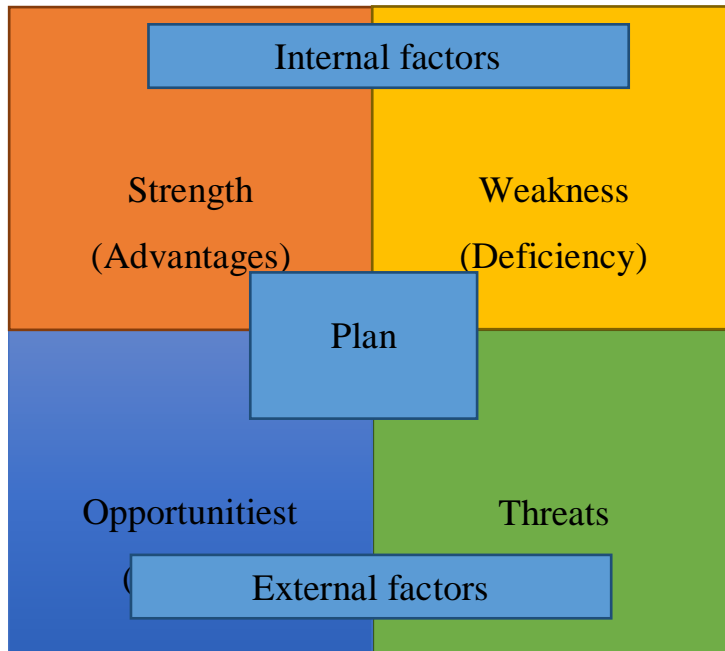 Internal factors
Strength
(Advantages)
Weakness
(Deficiency)
Plan
Opportunitiest
(
Threats
External factors